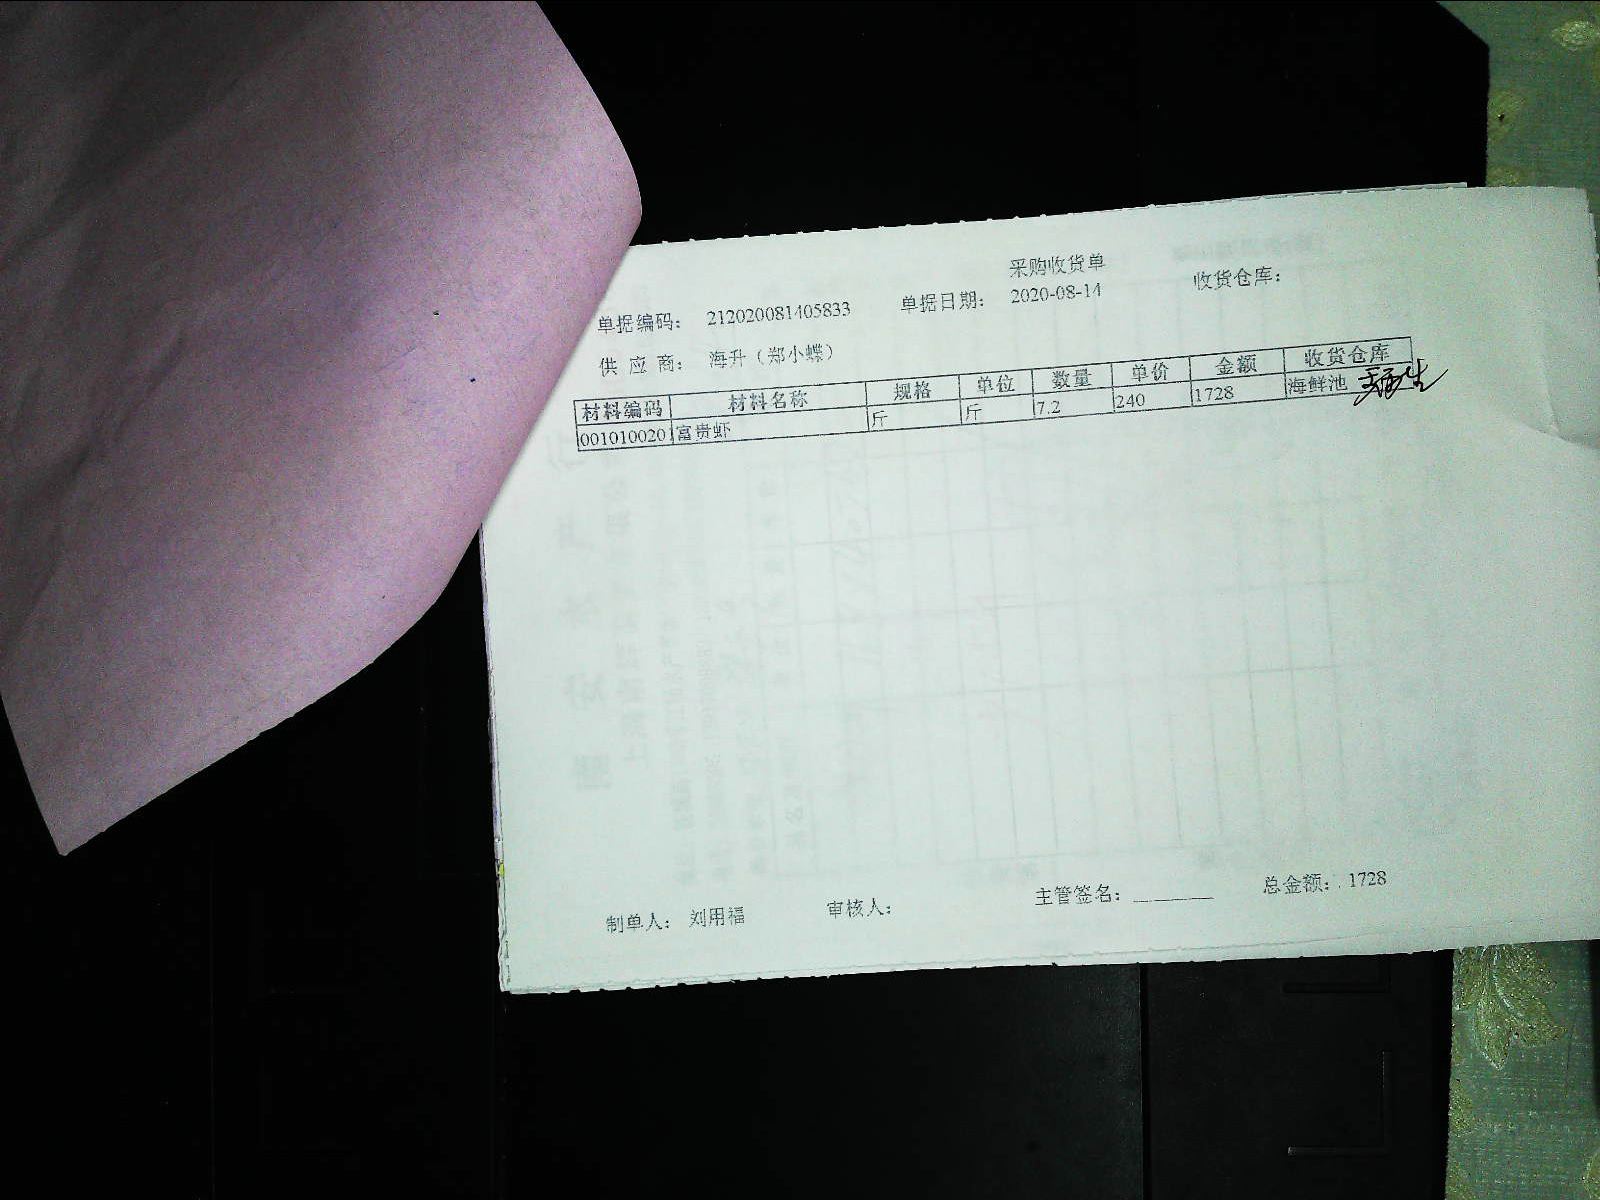 采购收货单
单据编码: 212020081405833 单据日期: 2020-08-14 收货仓库:
供 应 商: 海升（郑小蝶）
材料编码 材料名称 规格 单位 数量 单价 金额 收货仓库
001010020 富贵虾 斤 斤 7.2 240 1728 海鲜池
制单人: 刘用福 审核人: 主管签名: 总金额: 1728